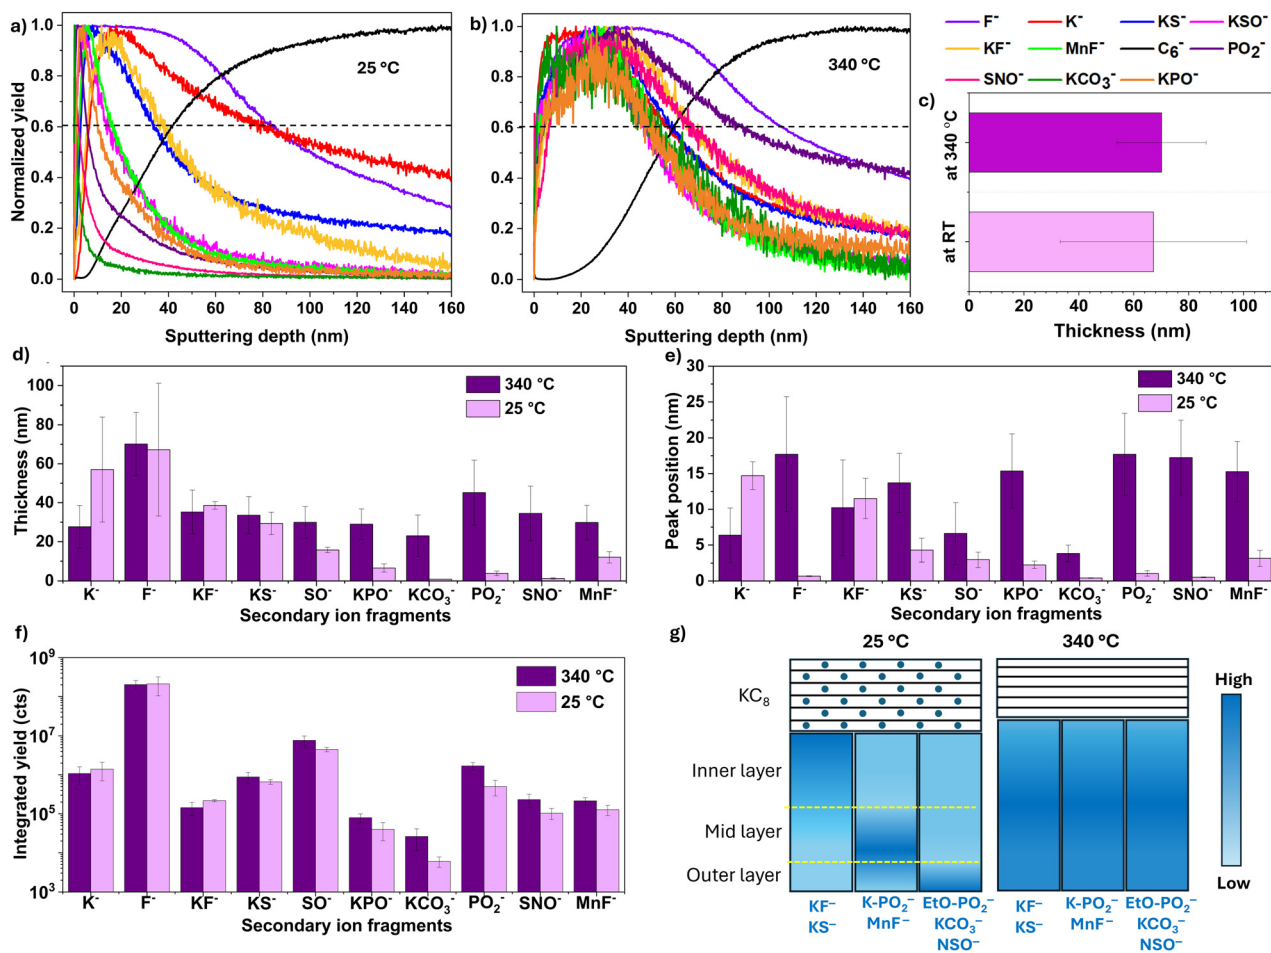 a)
1.0
0.8
0.6
0.4
0.2
0.0
Normalized yield
25 ºC
0 20 40 60 80 100 120 140 160
Sputtering depth (nm)
b)
1.0
0.8
0.6
0.4
0.2
0.0
340 ºC
0 20 40 60 80 100 120 140 160
Sputtering depth (nm)
F⁻ K⁻ KS⁻ KSO⁻
KF⁻ MnF⁻ C₆⁻ PO₂⁻
SNO⁻ KCO₃⁻ KPO⁻
c)
at 340 °C
at RT
0 20 40 60 80 100
Thickness (nm)
d)
Thickness (nm)
100
80
60
40
20
0
340 °C
25 °C
K⁻ F⁻ KF⁻ KS⁻ SO⁻ KPO⁻ KCO₃⁻ PO₂⁻ SNO⁻ MnF⁻
Secondary ion fragments
e)
Peak position (nm)
30
25
20
15
10
5
0
340 °C
25 °C
K⁻ F⁻ KF⁻ KS⁻ SO⁻ KPO⁻ KCO₃⁻ PO₂⁻ SNO⁻ MnF⁻
Secondary ion fragments
f)
Integrated yield (cts)
10⁹
10⁷
10⁵
10³
340 °C
25 °C
K⁻ F⁻ KF⁻ KS⁻ SO⁻ KPO⁻ KCO₃⁻ PO₂⁻ SNO⁻ MnF⁻
Secondary ion fragments
g)
25 ºC 340 ºC
KC₈
Inner layer
Mid layer
Outer layer
High
Low
KF⁻ K-PO₂⁻ EtO-PO₂⁻ KF⁻ K-PO₂⁻ EtO-PO₂⁻
KS⁻ MnF⁻ KCO₃⁻ KS⁻ MnF⁻ KCO₃⁻
NSO⁻ NSO⁻